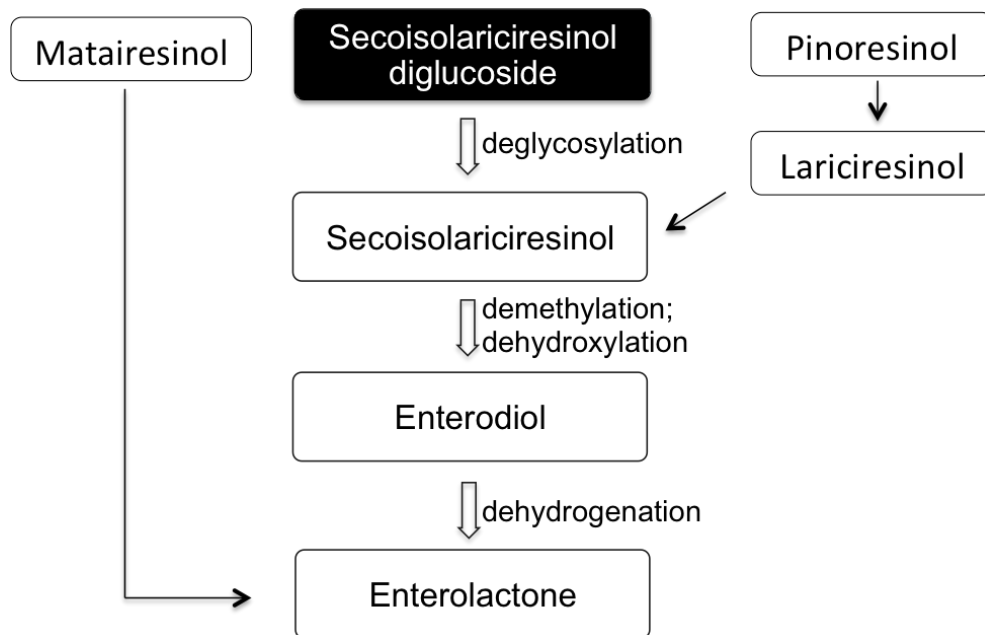 Matairesinol
Secoisolariciresinol
diglucoside
Pinoresinol
deglycosylation
Lariciresinol
Secoisolariciresinol
demethylation;
dehydroxylation
Enterodiol
dehydrogenation
Enterolactone